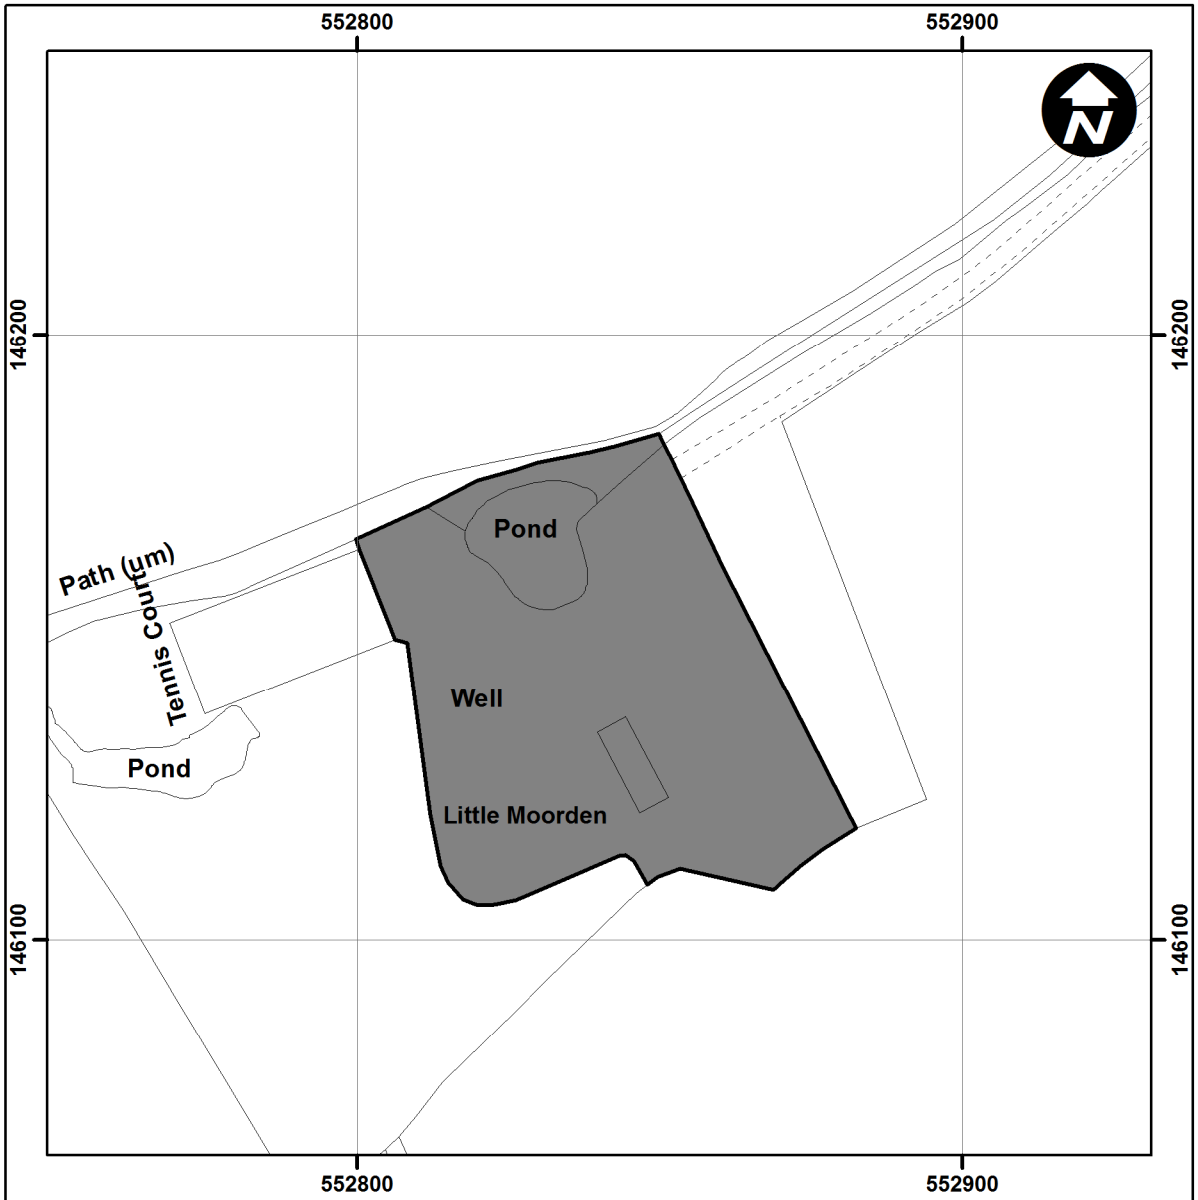 552800 552900
N
146200 146200
Pond
Path (um)
Tennis Court
Well
Pond
Little Moorden
146100 146100
552800 552900